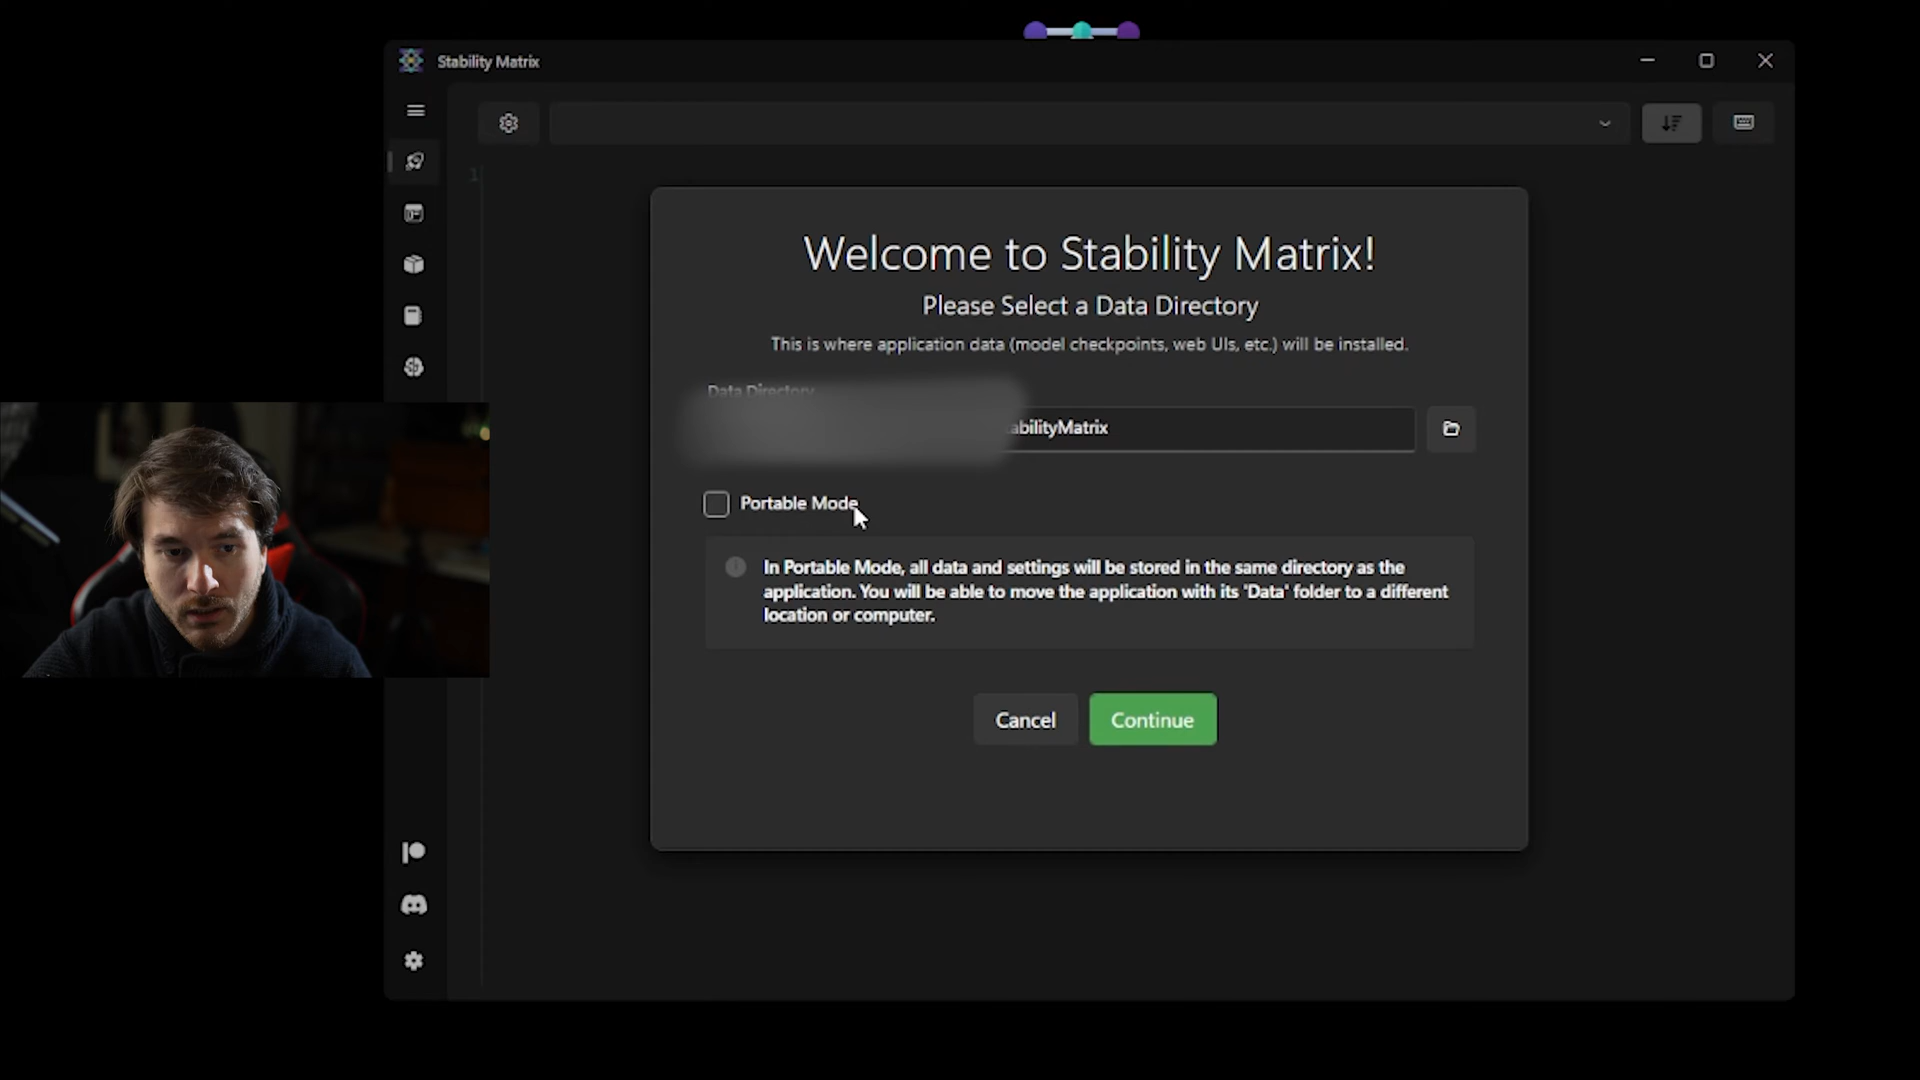 Stability Matrix
1
Welcome to Stability Matrix!
Please Select a Data Directory
This is where application data (model checkpoints, web UIs, etc.) will be installed.
Data Directory
abilityMatrix
Portable Mode
In Portable Mode, all data and settings will be stored in the same directory as the
application. You will be able to move the application with its 'Data' folder to a different
location or computer.
Cancel
Continue